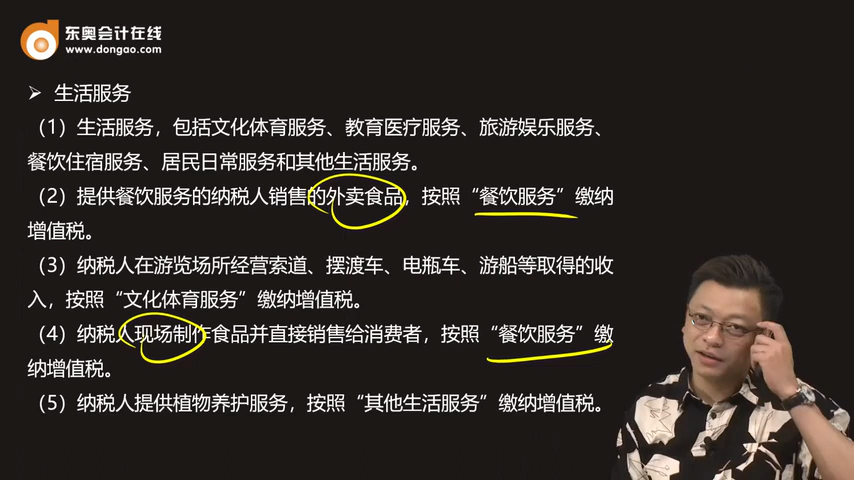 东奥会计在线
www.dongao.com
➢ 生活服务
（1）生活服务，包括文化体育服务、教育医疗服务、旅游娱乐服务、
餐饮住宿服务、居民日常服务和其他生活服务。
（2）提供餐饮服务的纳税人销售的外卖食品，按照“餐饮服务”缴纳
增值税。
（3）纳税人在游览场所经营索道、摆渡车、电瓶车、游船等取得的收
入，按照“文化体育服务”缴纳增值税。
（4）纳税人现场制作食品并直接销售给消费者，按照“餐饮服务”缴
纳增值税。
（5）纳税人提供植物养护服务，按照“其他生活服务”缴纳增值税。